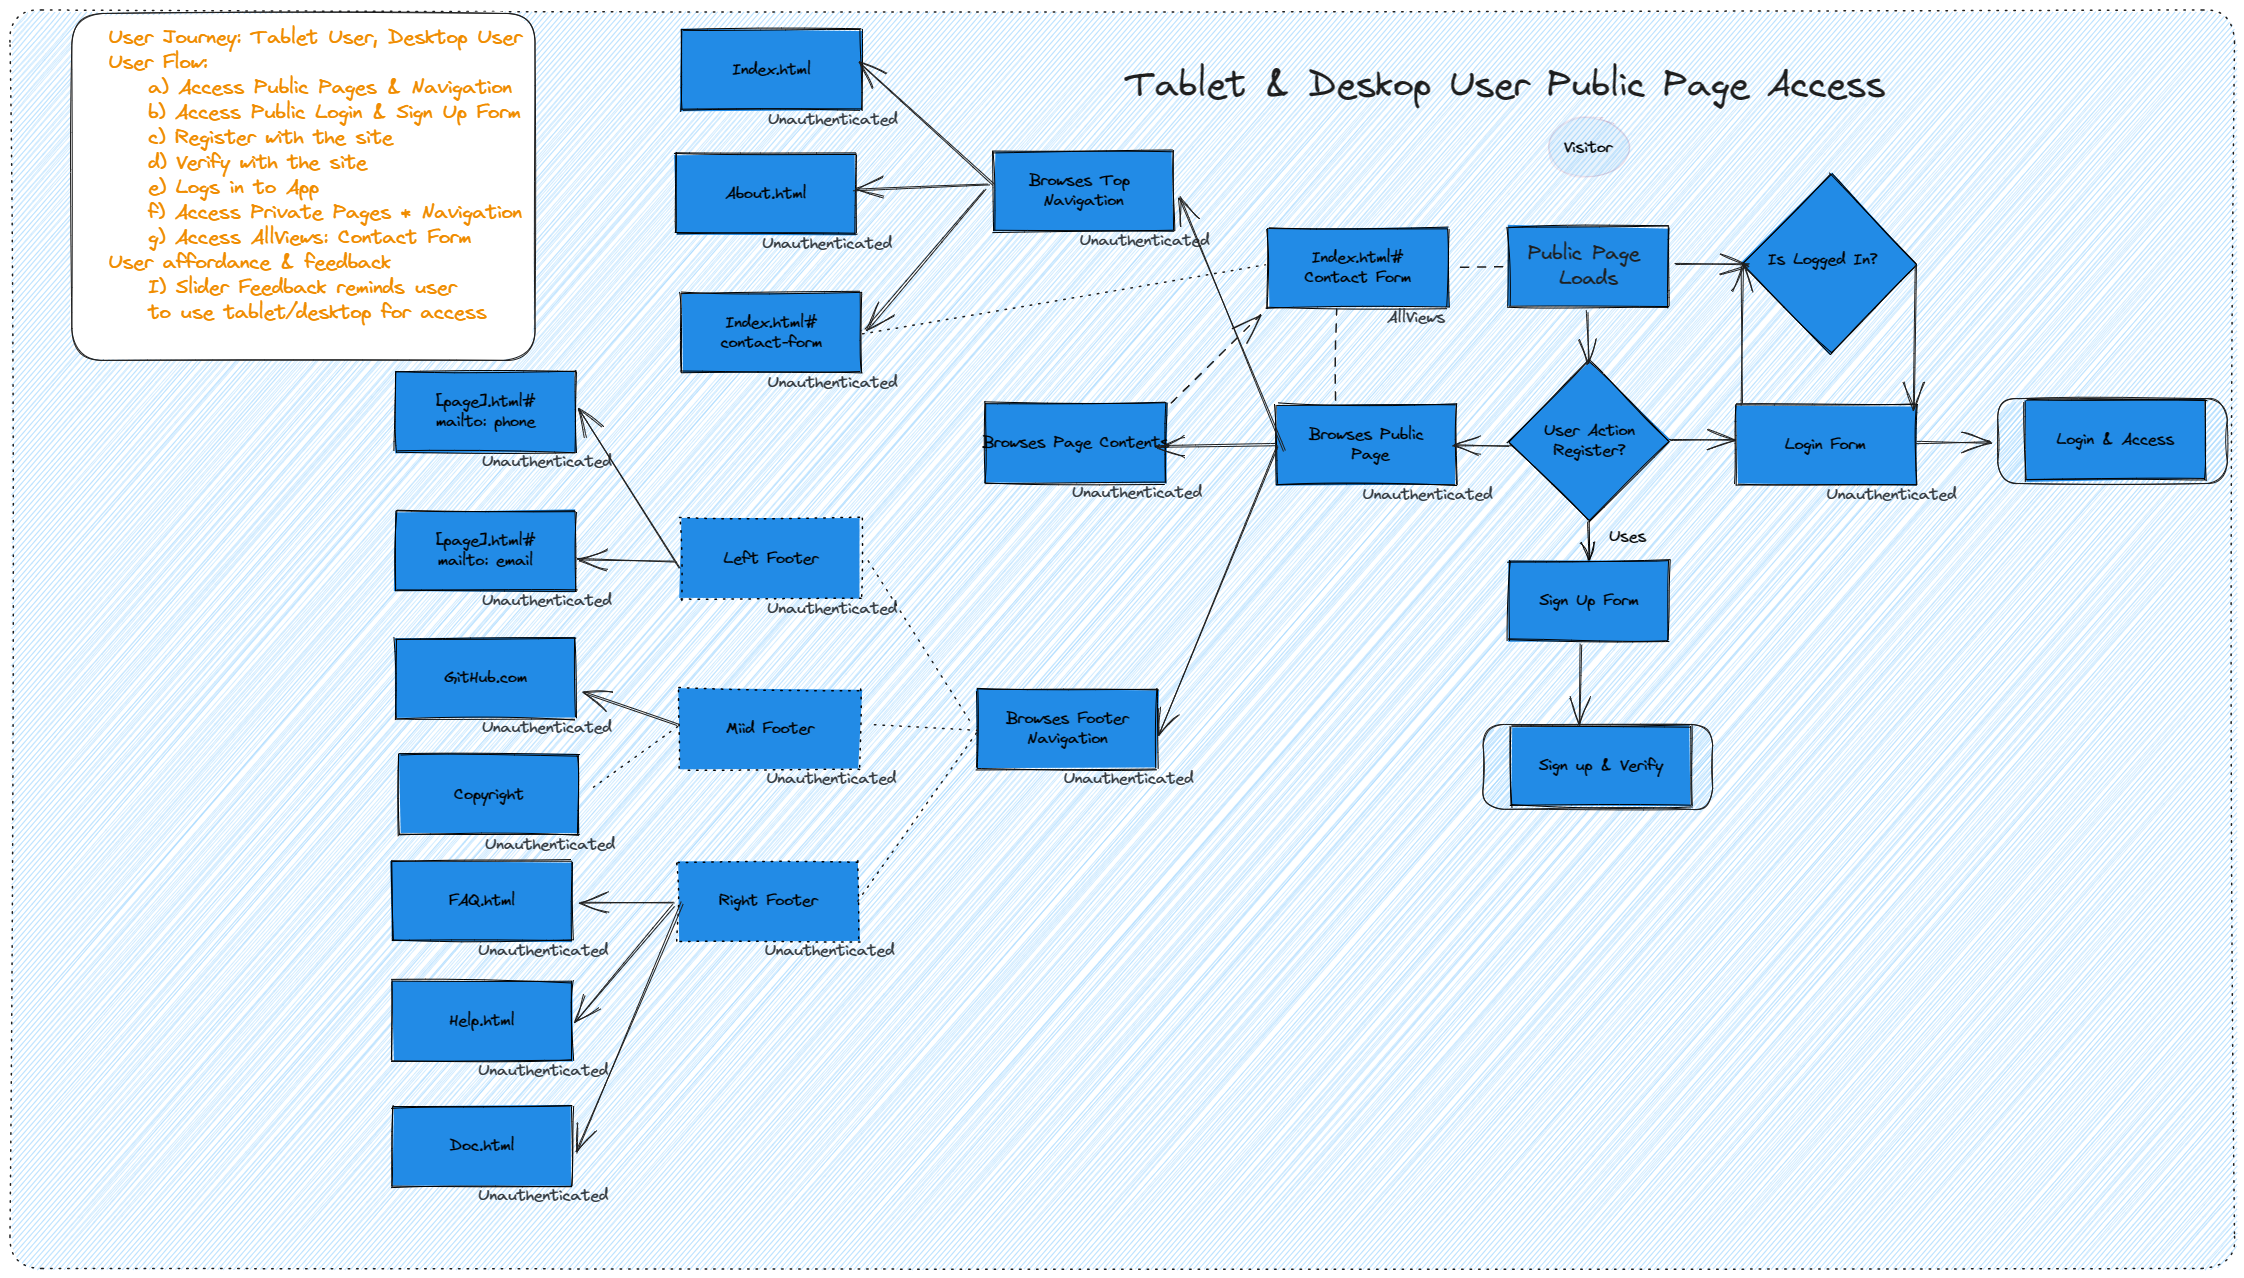 User Journey: Tablet User, Desktop User
User Flow:
a) Access Public Pages & Navigation
b) Access Public Login & Sign Up Form
c) Register with the site
d) Verify with the site
e) Logs in to App
f) Access Private Pages * Navigation
g) Access AllViews: Contact Form
User affordance & feedback
I) Slider Feedback reminds user
to use tablet/desktop for access
Tablet & Deskop User Public Page Access
Visitor
Index.html
Unauthenticated
About.html
Unauthenticated
Index.html#
contact-form
Unauthenticated
Browses Top
Navigation
Unauthenticated
Index.html#
Contact Form
AllViews
Public Page
Loads
Is Logged In?
[page].html#
mailto: phone
Unauthenticated
Browses Page Contents
Unauthenticated
Browses Public
Page
Unauthenticated
User Action
Register?
Login Form
Unauthenticated
Login & Access
[page].html#
mailto: email
Unauthenticated
Left Footer
Unauthenticated
Uses
Sign Up Form
GitHub.com
Unauthenticated
Miid Footer
Unauthenticated
Browses Footer
Navigation
Unauthenticated
Sign up & Verify
Copyright
Unauthenticated
FAQ.html
Unauthenticated
Right Footer
Unauthenticated
Help.html
Unauthenticated
Doc.html
Unauthenticated